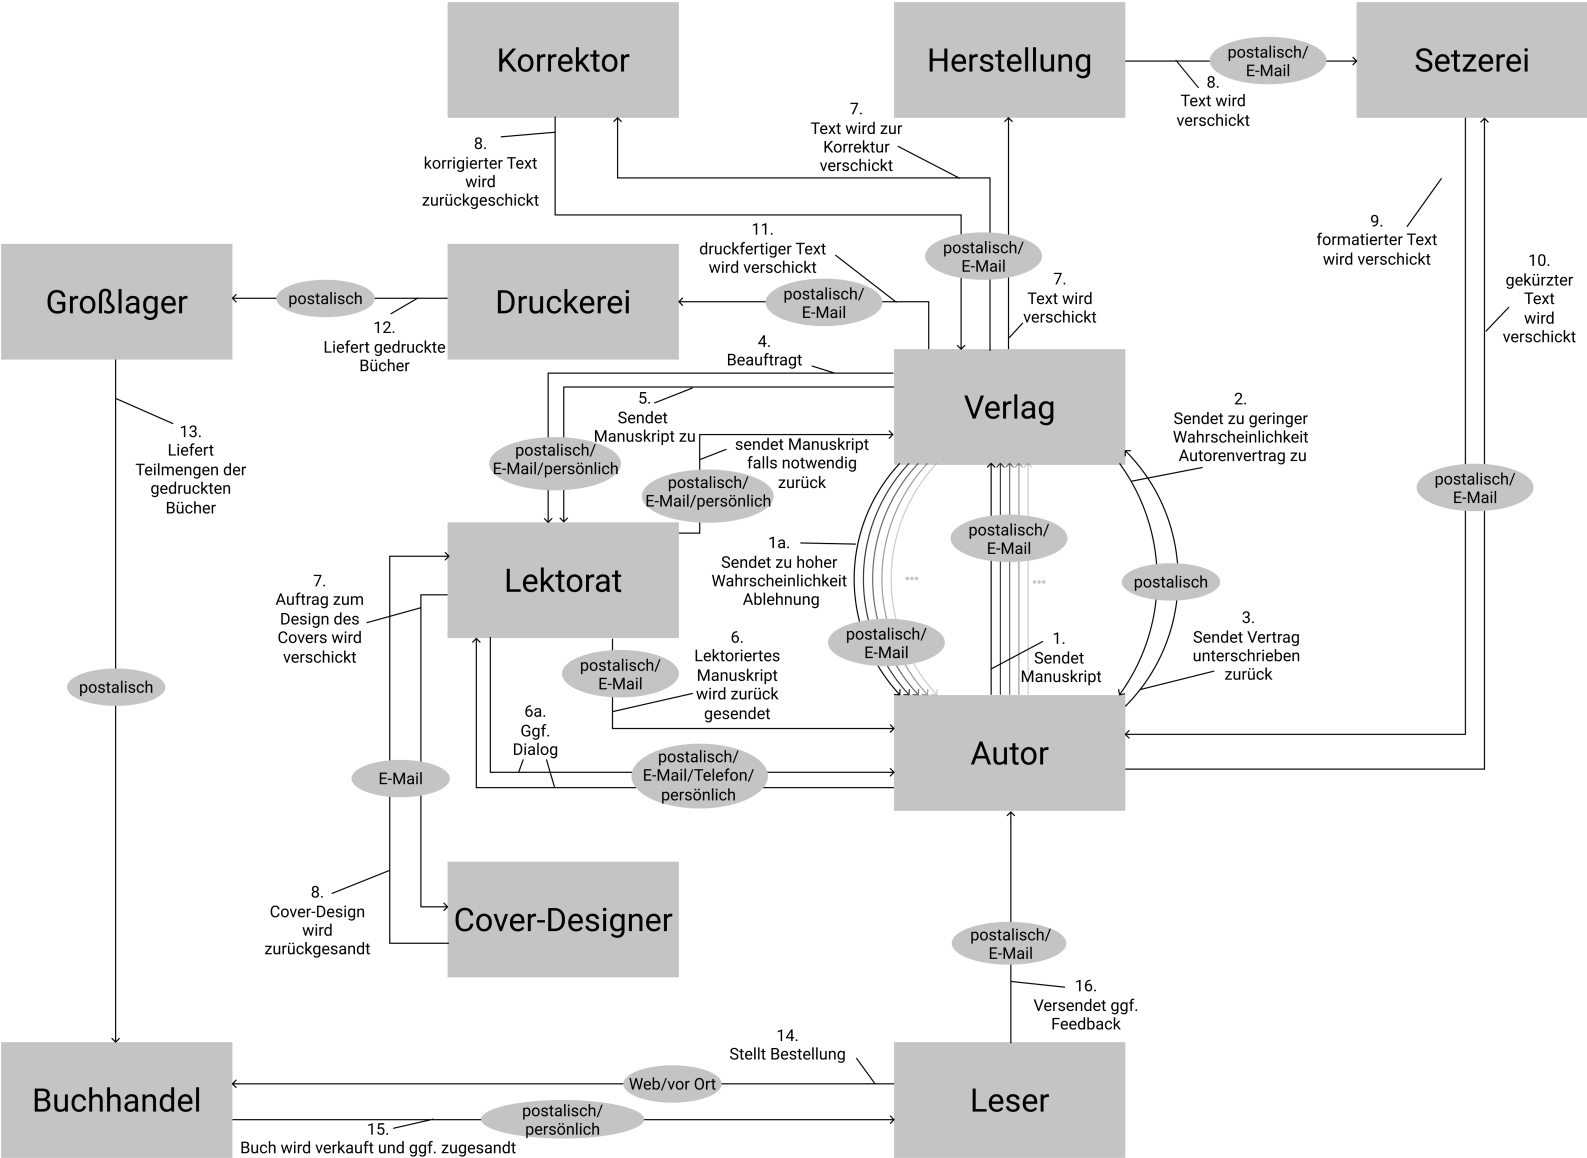 Korrektor
Herstellung
postalisch/
E-Mail
Setzerei
8.
Text wird
verschickt
7.
Text wird zur
Korrektur
verschickt
8.
korrigierter Text
wird
zurückgeschickt
9.
formatierter Text
wird verschickt
10.
gekürzter
Text
wird
verschickt
11.
druckfertiger Text
wird verschickt
postalisch/
E-Mail
7.
Text wird
verschickt
Großlager
postalisch
Druckerei
postalisch/
E-Mail
12.
Liefert gedruckte
Bücher
4.
Beauftragt
Verlag
5.
Sendet
Manuskript zu
2.
Sendet zu geringer
Wahrscheinlichkeit
Autorenvertrag zu
13.
Liefert
Teilmengen der
gedruckten
Bücher
postalisch/
E-Mail/persönlich
sendet Manuskript
falls notwendig
zurück
postalisch/
E-Mail/persönlich
postalisch/
E-Mail
1a.
Sendet zu hoher
Wahrscheinlichkeit
Ablehnung
...
postalisch/
E-Mail
...
postalisch
Lektorat
7.
Auftrag zum
Design des
Covers wird
verschickt
postalisch/
E-Mail
6.
Lektoriertes
Manuskript
wird zurück
gesendet
postalisch/
E-Mail
1.
Sendet
Manuskript
3.
Sendet Vertrag
unterschrieben
zurück
postalisch
6a.
Ggf.
Dialog
postalisch/
E-Mail/Telefon/
persönlich
Autor
E-Mail
8.
Cover-Design
wird
zurückgesandt
Cover-Designer
postalisch/
E-Mail
16.
Versendet ggf.
Feedback
14.
Stellt Bestellung
Buchhandel
Web/vor Ort
Leser
postalisch/
persönlich
15.
Buch wird verkauft und ggf. zugesandt